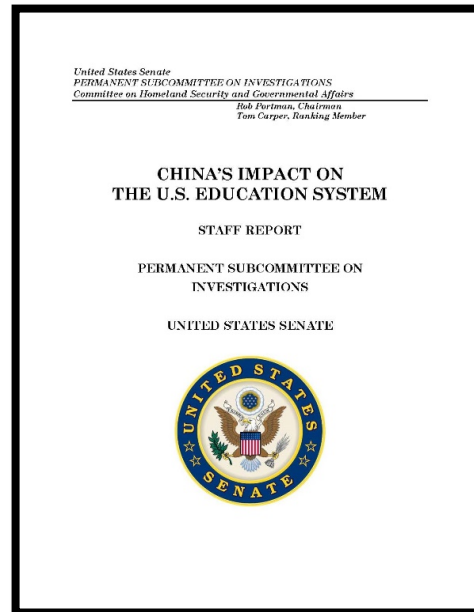 United States Senate
PERMANENT SUBCOMMITTEE ON INVESTIGATIONS
Committee on Homeland Security and Governmental Affairs
Rob Portman, Chairman
Tom Carper, Ranking Member
CHINA'S IMPACT ON
THE U.S. EDUCATION SYSTEM
STAFF REPORT
PERMANENT SUBCOMMITTEE ON
INVESTIGATIONS
UNITED STATES SENATE
UNITED STATES
SENATE